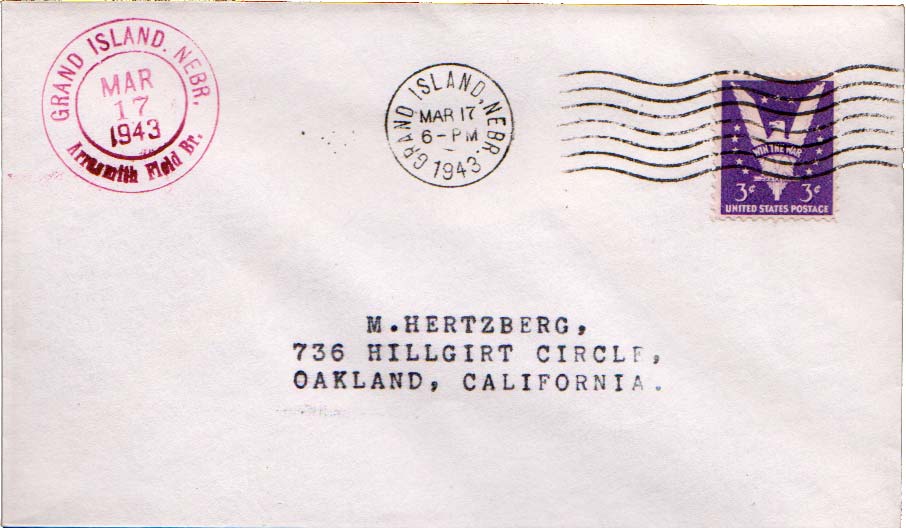 GRAND ISLAND, NEBR.
MAR
17
1943
Arrasmith Field Br.
GRAND ISLAND, NEBR.
MAR 17
6-PM
1943
WIN THE WAR
3¢ 3¢
UNITED STATES POSTAGE
M.HERTZBERG,
736 HILLGIRT CIRCLE,
OAKLAND, CALIFORNIA.